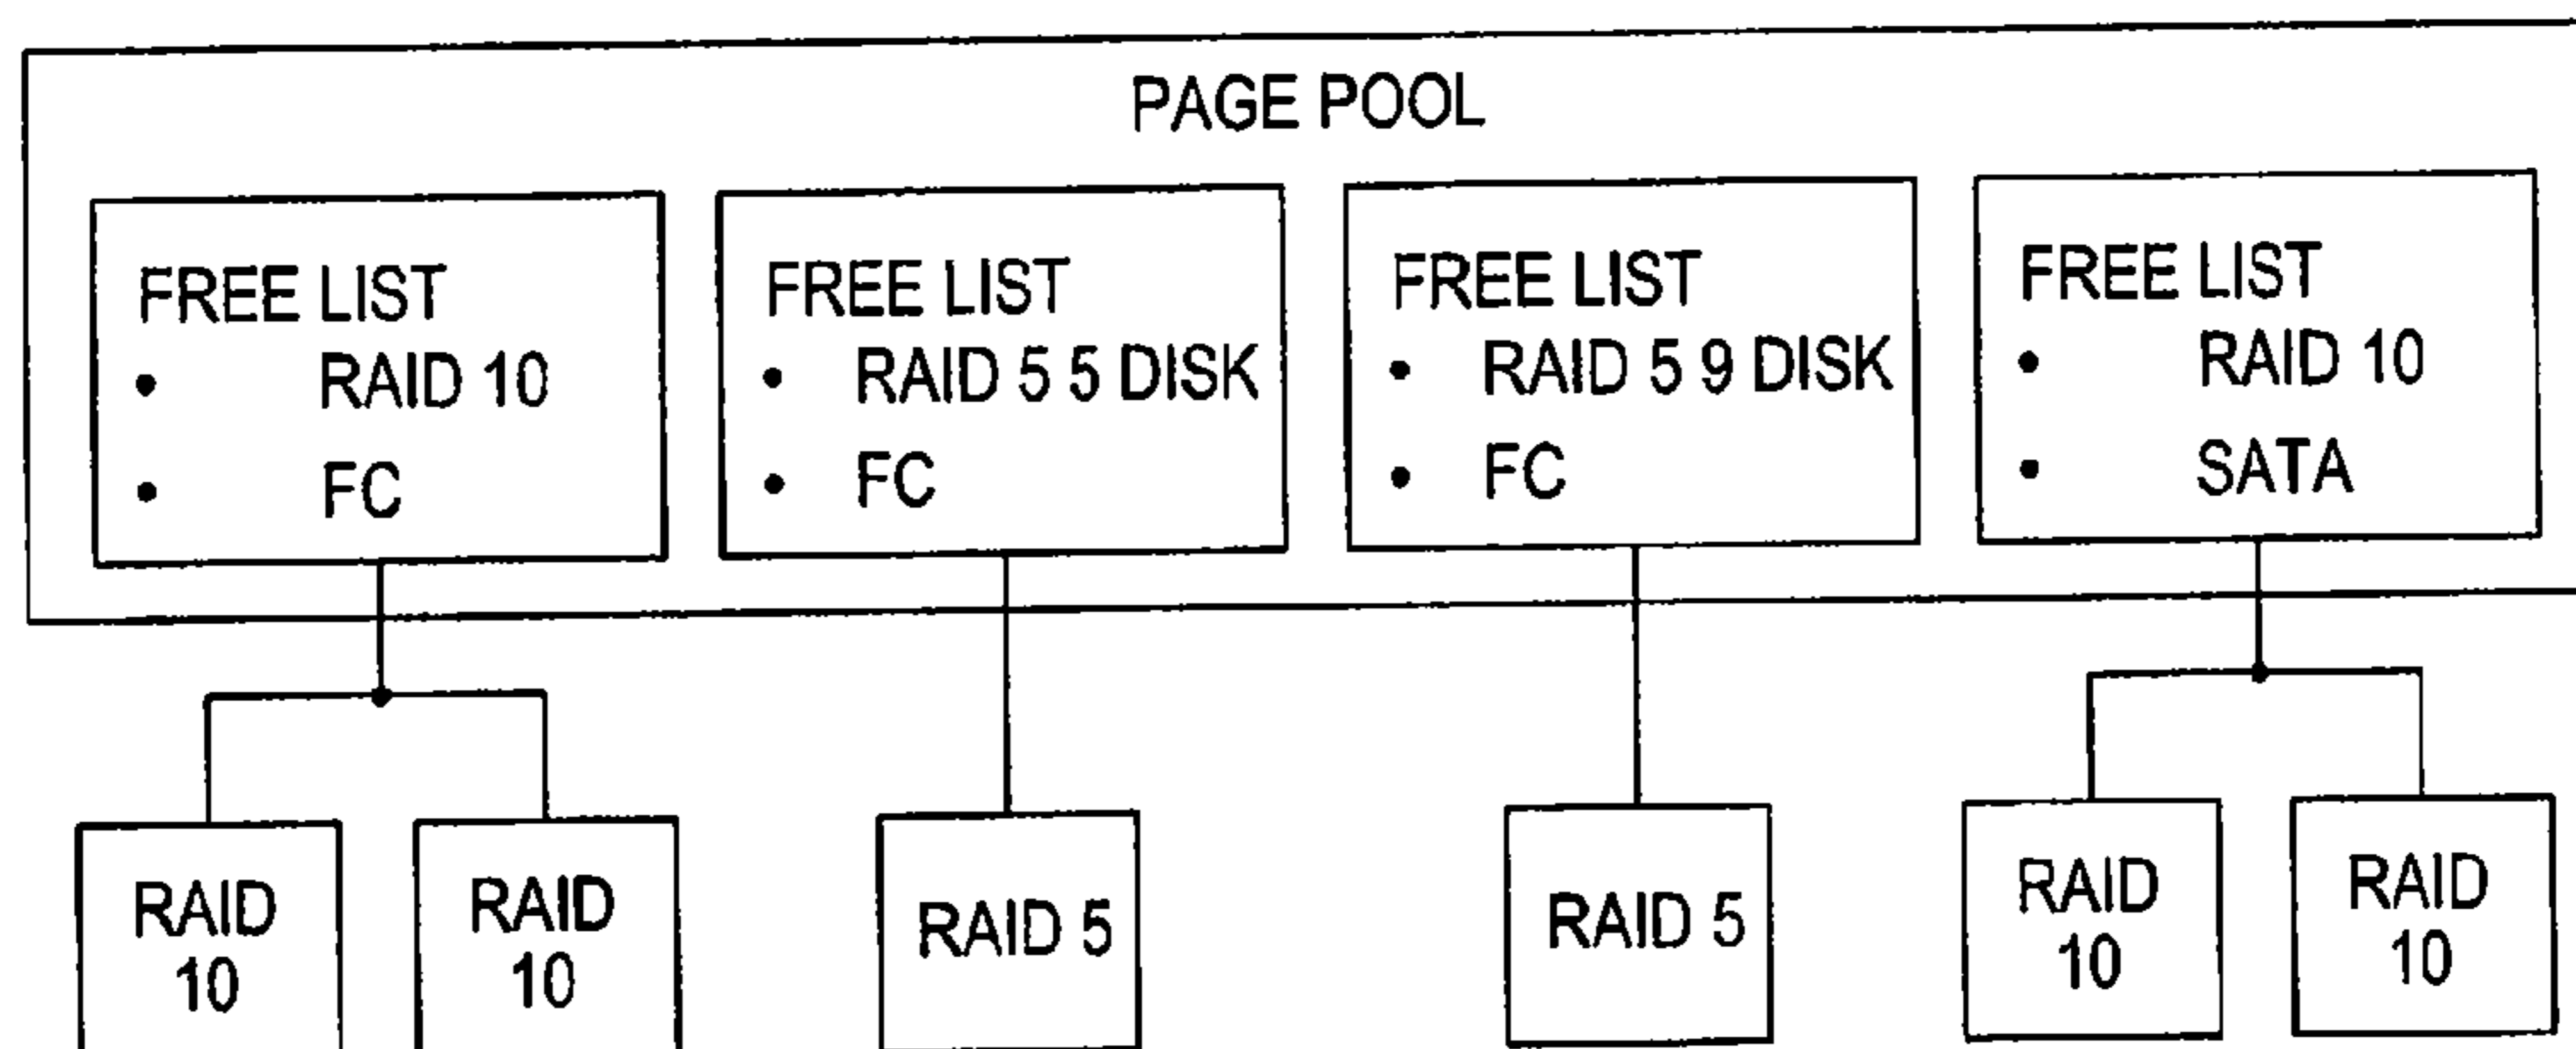 PAGE POOL
FREE LIST
• RAID 10
• FC
FREE LIST
• RAID 5 5 DISK
• FC
FREE LIST
• RAID 5 9 DISK
• FC
FREE LIST
• RAID 10
• SATA
RAID
10
RAID
10
RAID 5
RAID 5
RAID
10
RAID
10